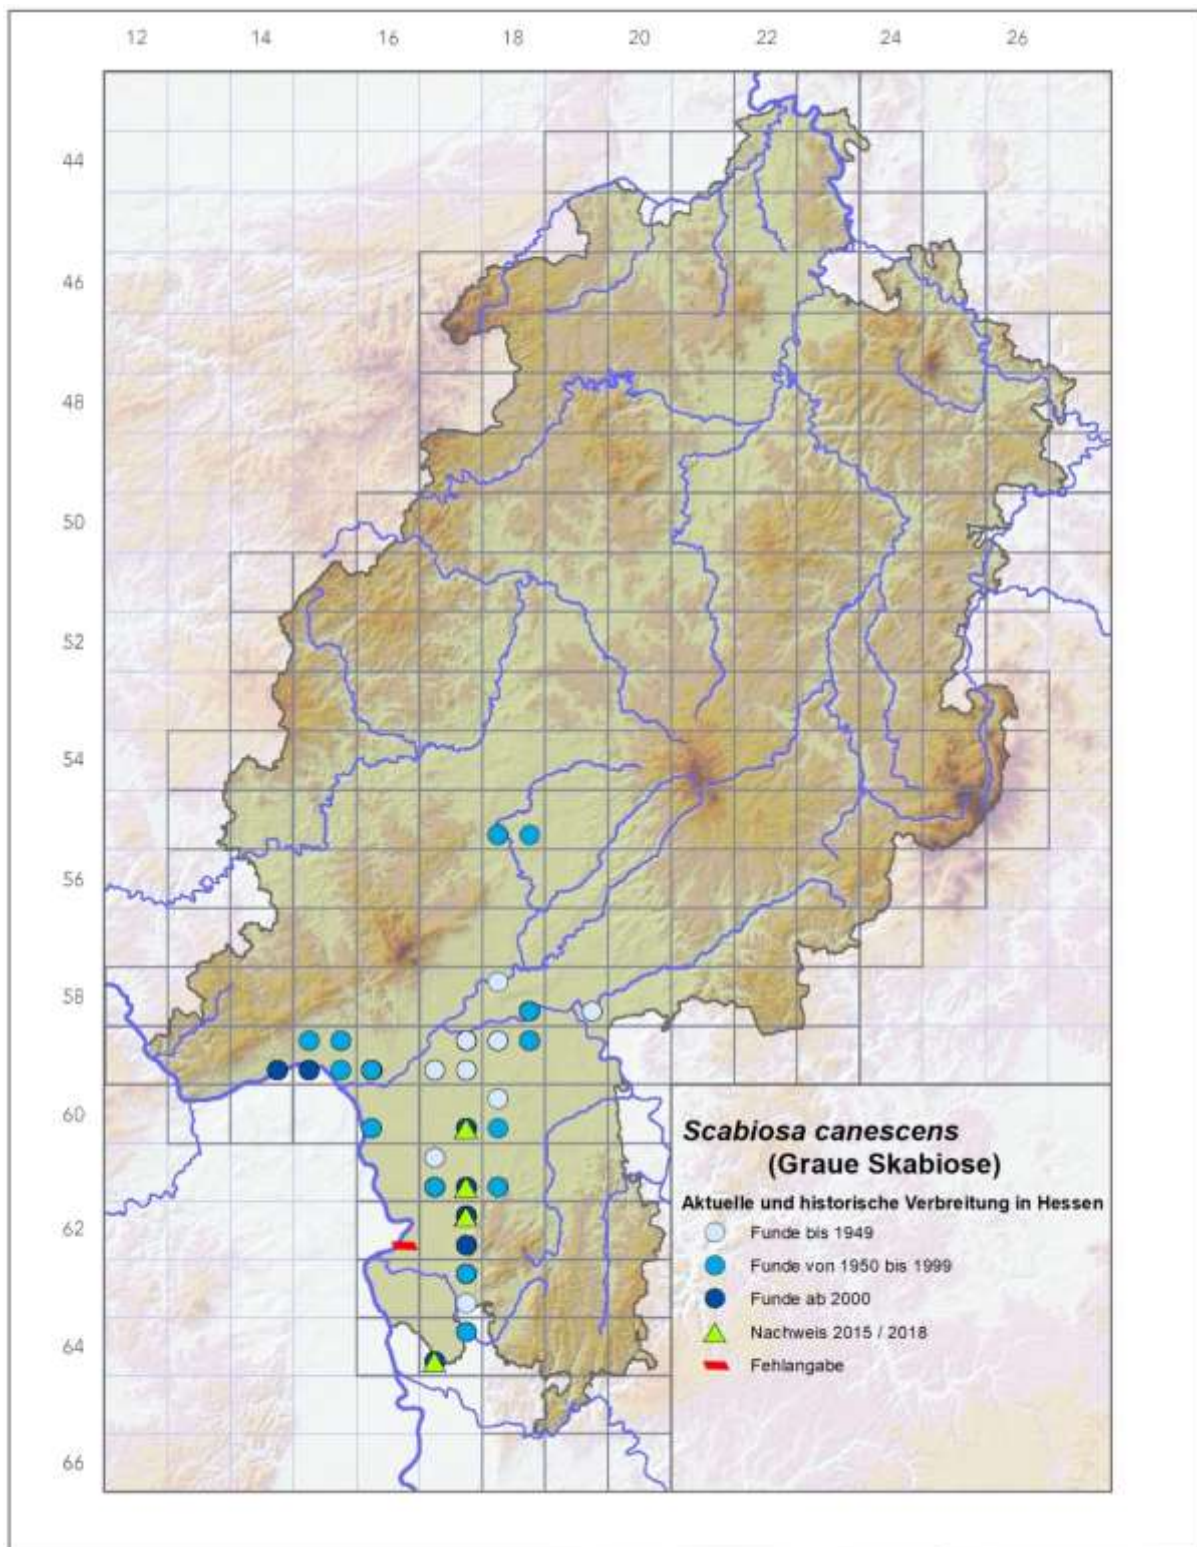 12 14 16 18 20 22 24 26
44
46
48
50
52
54
56
58
60
62
64
66
Scabiosa canescens
(Graue Skabiose)
Aktuelle und historische Verbreitung in Hessen
Funde bis 1949
Funde von 1950 bis 1999
Funde ab 2000
Nachweis 2015 / 2018
Fehlangabe